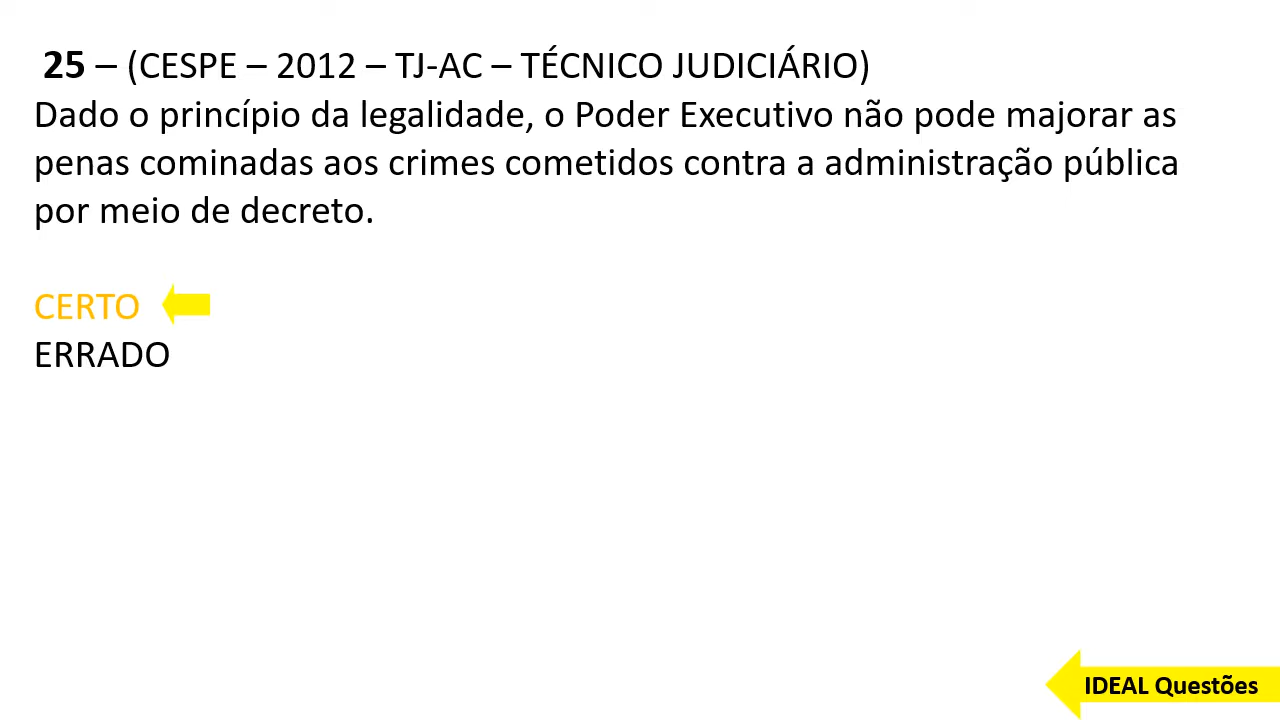 25 – (CESPE – 2012 – TJ-AC – TÉCNICO JUDICIÁRIO)
Dado o princípio da legalidade, o Poder Executivo não pode majorar as
penas cominadas aos crimes cometidos contra a administração pública
por meio de decreto.
CERTO
ERRADO
IDEAL Questões